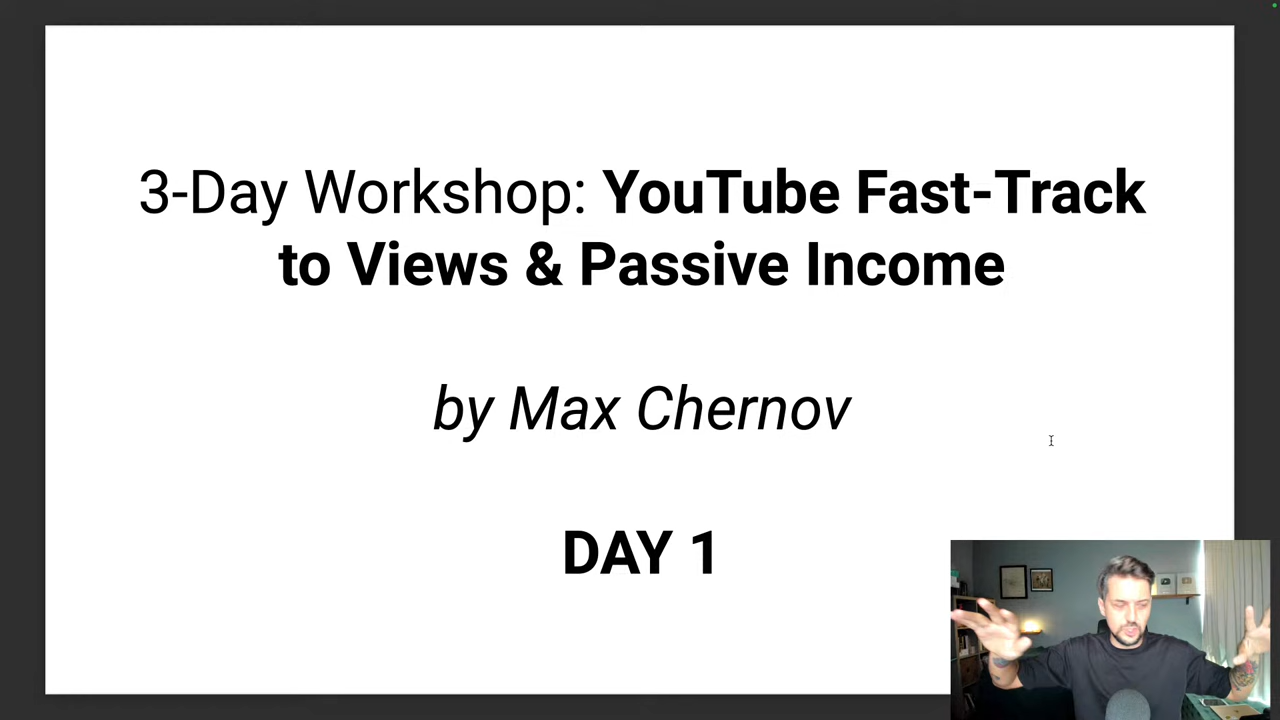 3-Day Workshop: YouTube Fast-Track
to Views & Passive Income
by Max Chernov
DAY 1